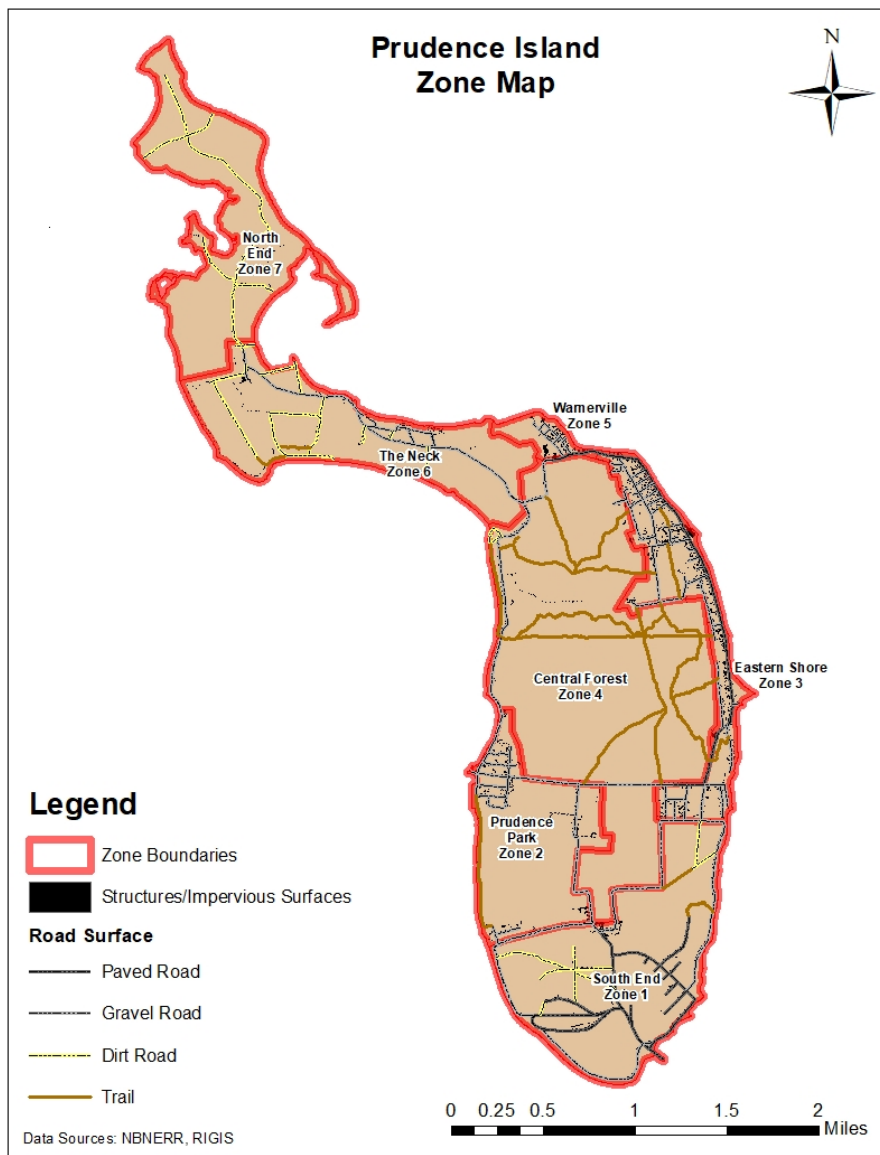 Prudence Island
Zone Map
N
North
End
Zone 7
Warnerville
Zone 5
The Neck
Zone 6
Eastern Shore
Zone 3
Central Forest
Zone 4
Prudence
Park
Zone 2
South End
Zone 1
Legend
Zone Boundaries
Structures/Impervious Surfaces
Road Surface
Paved Road
Gravel Road
Dirt Road
Trail
0 0.25 0.5 1 1.5 2
Miles
Data Sources: NBNERR, RIGIS